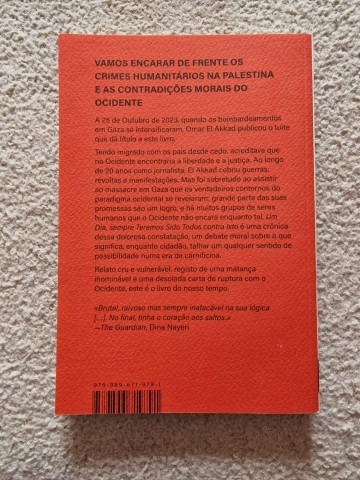 VAMOS ENCARAR DE FRENTE OS
CRIMES HUMANITÁRIOS NA PALESTINA
E AS CONTRADIÇÕES MORAIS DO
OCIDENTE
A 25 de Outubro de 2023, quando os bombardeamentos
em Gaza se intensificaram, Omar El Akkad publicou o tuíte
que dá título a este livro.
Tendo migrado com os pais desde cedo, acreditava que
no Ocidente encontraria a liberdade e a justiça. Ao longo
de 20 anos como jornalista, El Akkad cobriu guerras,
revoltas e manifestações. Mas foi sobretudo ao assistir
ao massacre em Gaza que os verdadeiros contornos do
paradigma ocidental se revelaram: grande parte das suas
promessas são um logro, e há muitos grupos de seres
humanos que o Ocidente não encara enquanto tal. Um
Dia, sempre Teremos Sido Todos contra Isto é uma crónica
dessa dolorosa constatação, um debate moral sobre o que
significa, enquanto cidadão, talhar um qualquer sentido de
possibilidade numa era de carnificina.
Relato cru e vulnerável, registo de uma matança
inominável e uma desolada carta de ruptura com o
Ocidente, este é o livro do nosso tempo.
«Brutal, raivoso mas sempre inatacável na sua lógica
[...]. No final, tinha o coração aos saltos.»
—The Guardian, Dina Nayeri